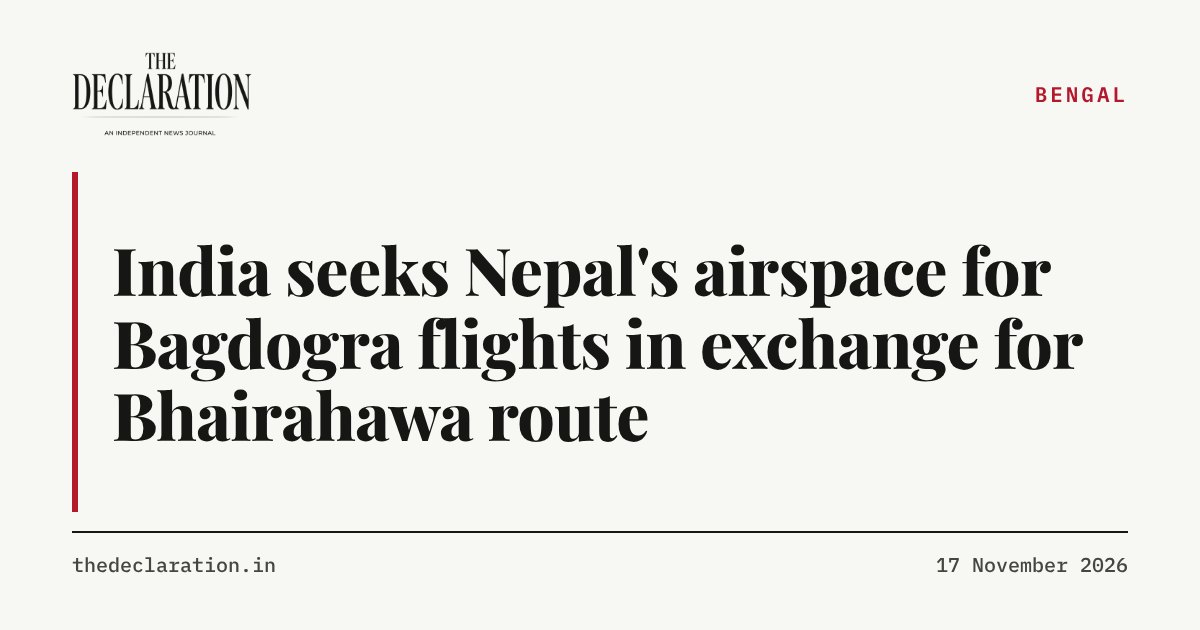 THE
DECLARATION
AN INDEPENDENT NEWS JOURNAL
BENGAL
India seeks Nepal's airspace for
Bagdogra flights in exchange for
Bhairahawa route
thedeclaration.in
17 November 2026